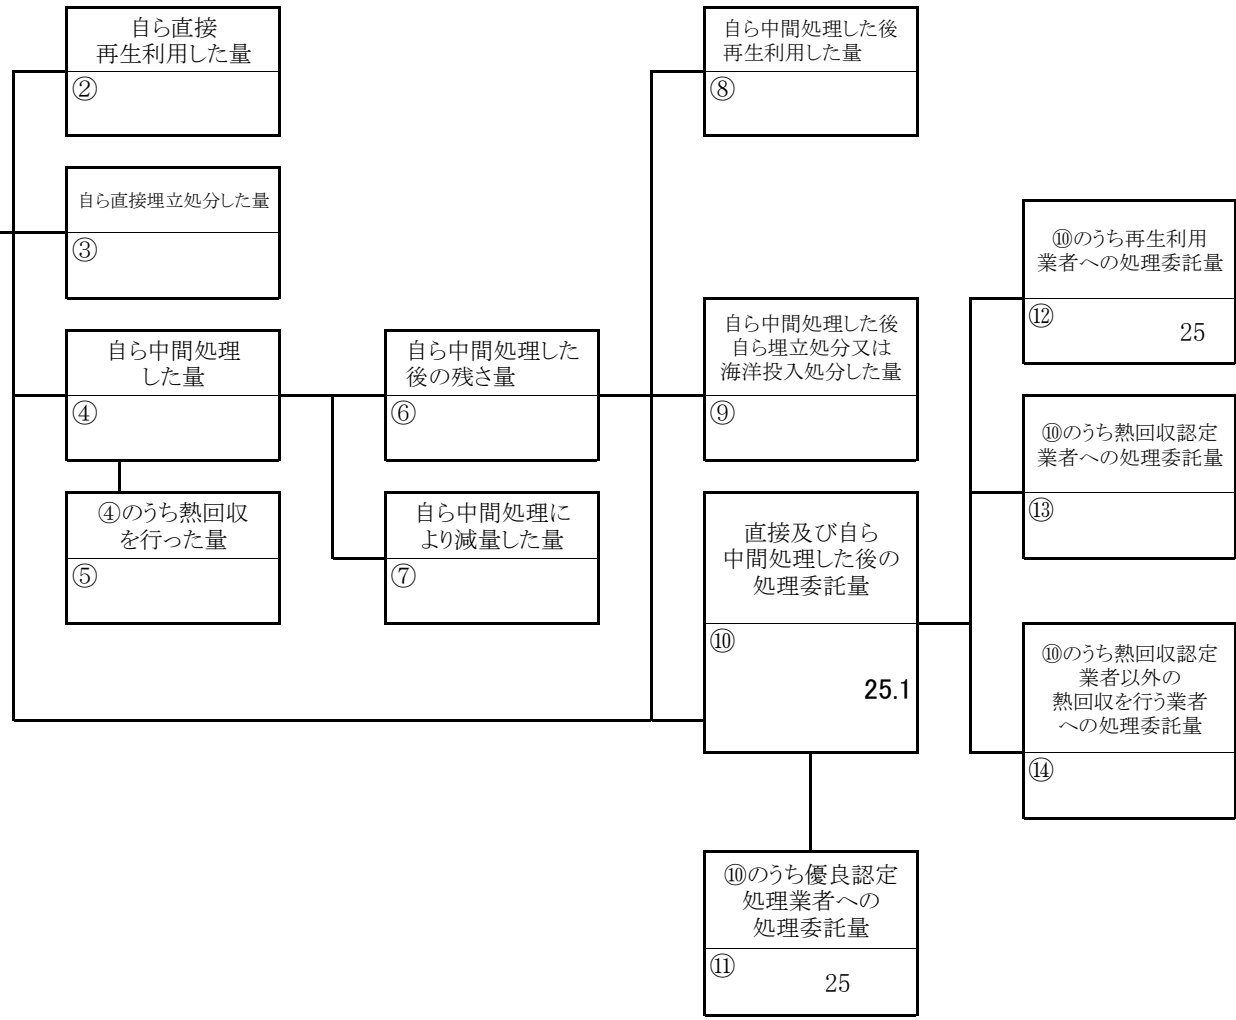 自ら直接
再生利用した量
②
自ら中間処理した後
再生利用した量
⑧
自ら直接埋立処分した量
③
⑩のうち再生利用
業者への処理委託量
⑫
25
自ら中間処理
した量
④
自ら中間処理した
後の残さ量
⑥
自ら中間処理した後
自ら埋立処分又は
海洋投入処分した量
⑨
⑩のうち熱回収認定
業者への処理委託量
⑬
④のうち熱回収
を行った量
⑤
自ら中間処理に
より減量した量
⑦
直接及び自ら
中間処理した後の
処理委託量
⑩
25.1
⑩のうち熱回収認定
業者以外の
熱回収を行う業者
への処理委託量
⑭
⑩のうち優良認定
処理業者への
処理委託量
⑪
25